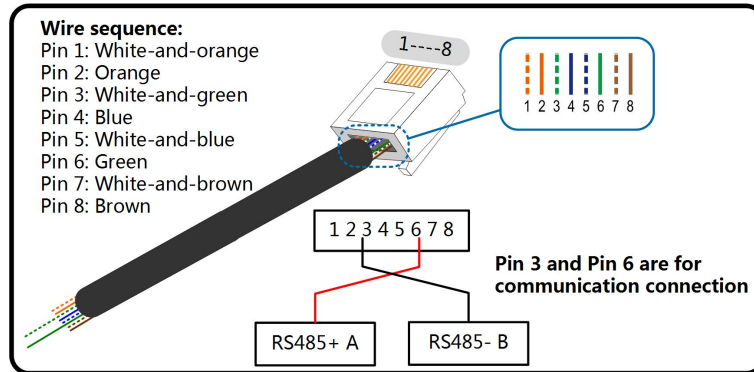 Wire sequence:
Pin 1: White-and-orange
Pin 2: Orange
Pin 3: White-and-green
Pin 4: Blue
Pin 5: White-and-blue
Pin 6: Green
Pin 7: White-and-brown
Pin 8: Brown
1----8
1 2 3 4 5 6 7 8
1 2 3 4 5 6 7 8
Pin 3 and Pin 6 are for
communication connection
RS485+ A
RS485- B